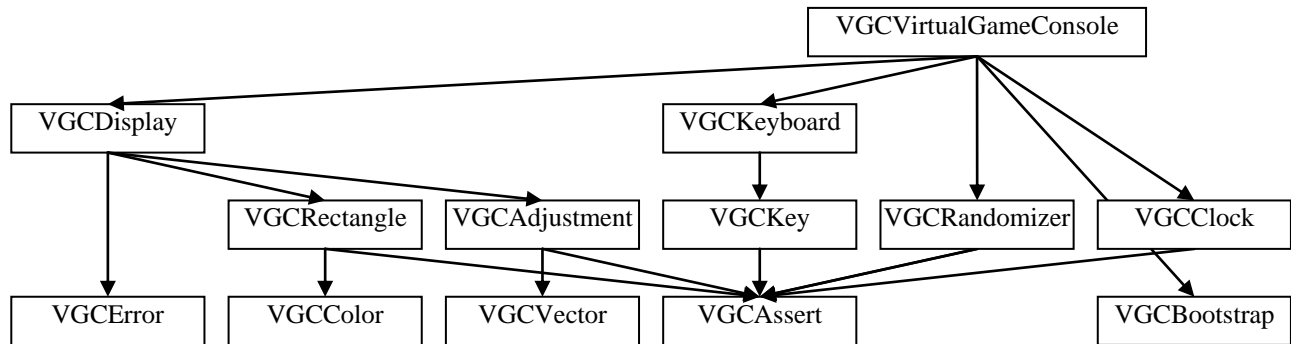 VGCVirtualGameConsole
VGCDisplay
VGCKeyboard
VGCRectangle
VGCAdjustment
VGCKey
VGCRandomizer
VGCClock
VGCError
VGCColor
VGCVector
VGCAssert
VGCBootstrap